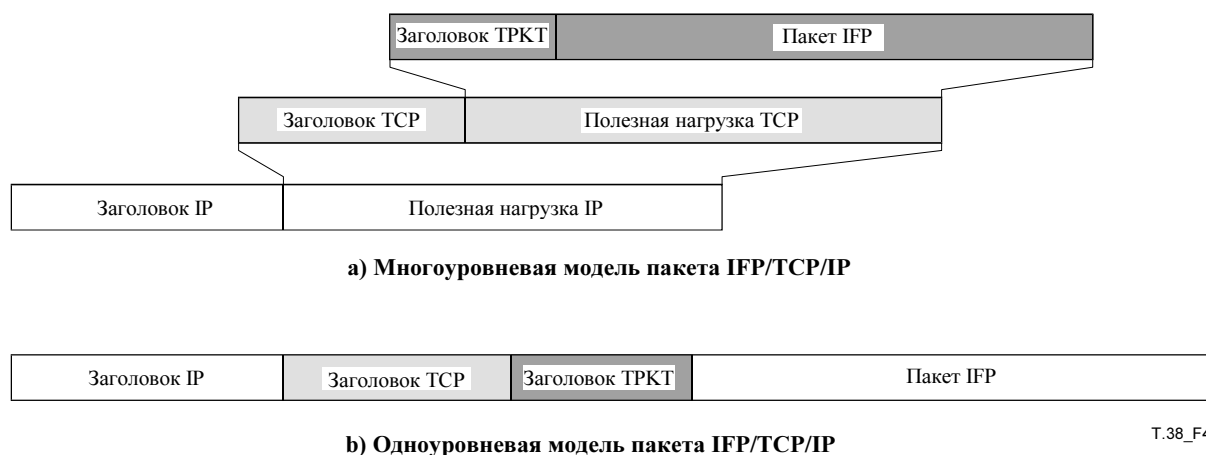 Заголовок TPKT Пакет IFP
Заголовок TCP Полезная нагрузка TCP
Заголовок IP Полезная нагрузка IP
a) Многоуровневая модель пакета IFP/TCP/IP
Заголовок IP Заголовок TCP Заголовок TPKT Пакет IFP
b) Одноуровневая модель пакета IFP/TCP/IP
T.38_F4